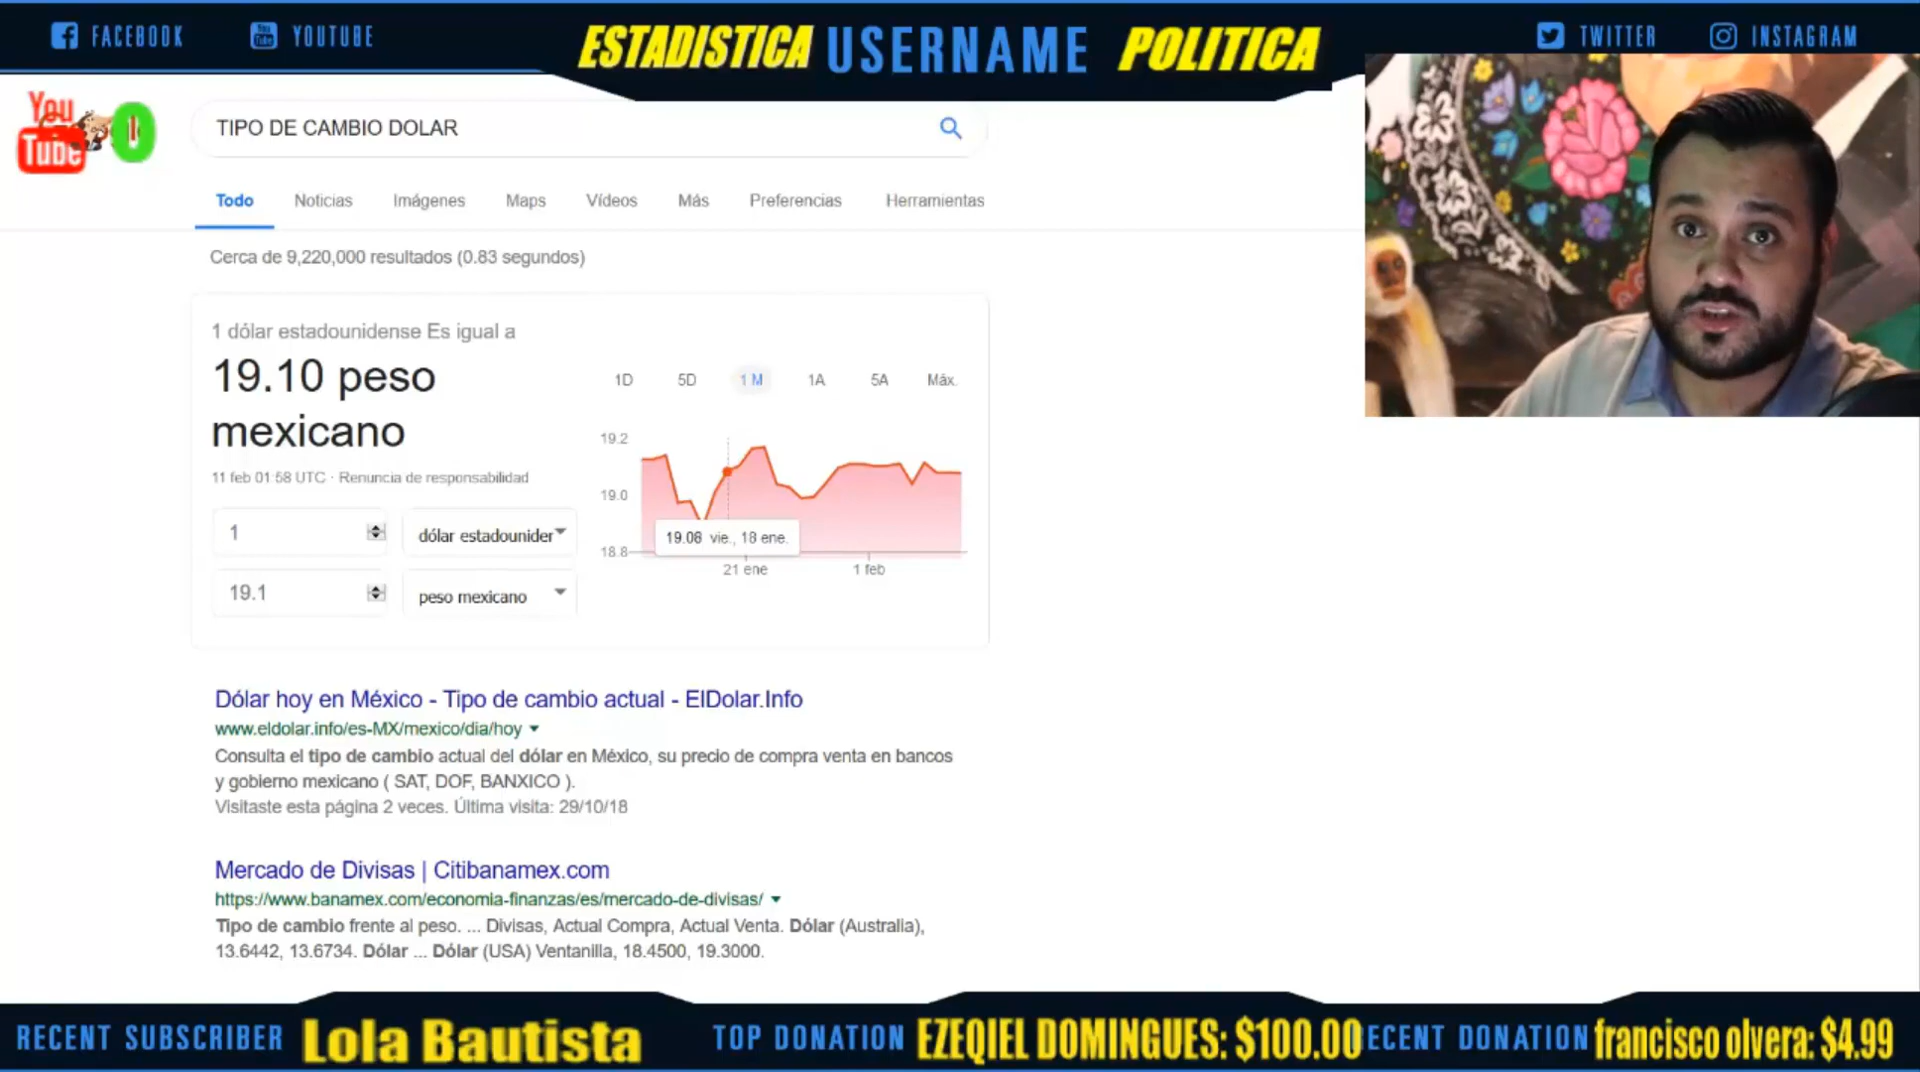 FACEBOOK
YOUTUBE
ESTADISTICA USERNAME POLITICA
TWITTER
INSTAGRAM
You
Tube
TIPO DE CAMBIO DOLAR
Todo Noticias Imágenes Maps Vídeos Más Preferencias Herramientas
Cerca de 9,220,000 resultados (0.83 segundos)
1 dólar estadounidense Es igual a
19.10 peso
mexicano
11 feb 01:58 UTC · Renuncia de responsabilidad
1 dólar estadounider
19.1 peso mexicano
1D 5D 1 M 1A 5A Máx.
19.2
19.0
18.8
19.08 vie., 18 ene.
21 ene 1 feb
Dólar hoy en México - Tipo de cambio actual - ElDolar.Info
www.eldolar.info/es-MX/mexico/dia/hoy
Consulta el tipo de cambio actual del dólar en México, su precio de compra venta en bancos
y gobierno mexicano ( SAT, DOF, BANXICO ).
Visitaste esta página 2 veces. Última visita: 29/10/18
Mercado de Divisas | Citibanamex.com
https://www.banamex.com/economia-finanzas/es/mercado-de-divisas/
Tipo de cambio frente al peso. ... Divisas, Actual Compra, Actual Venta. Dólar (Australia),
13.6442, 13.6734. Dólar ... Dólar (USA) Ventanilla, 18.4500, 19.3000.
RECENT SUBSCRIBER Lola Bautista
TOP DONATION EZEQIEL DOMINGUES: $100.00
ECENT DONATION francisco olvera: $4.99